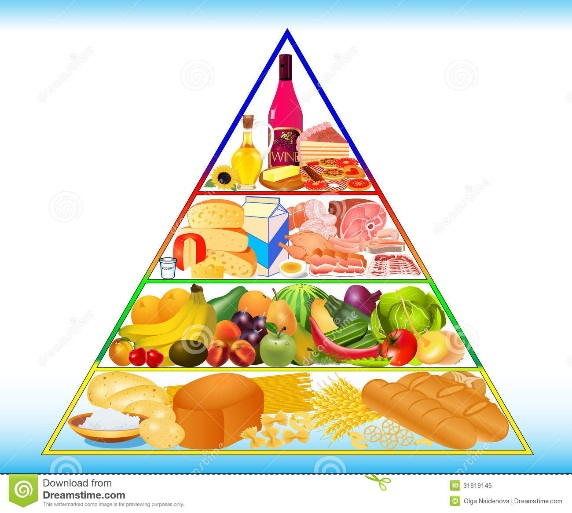 WINE
Download from
Dreamstime.com
This watermarked comp image is for previewing purposes only.
31919145
Olga Naidenova | Dreamstime.com